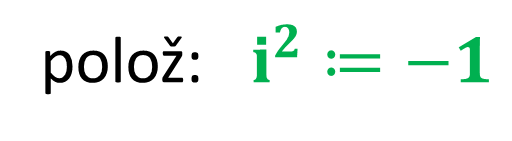 polož: i² := −1